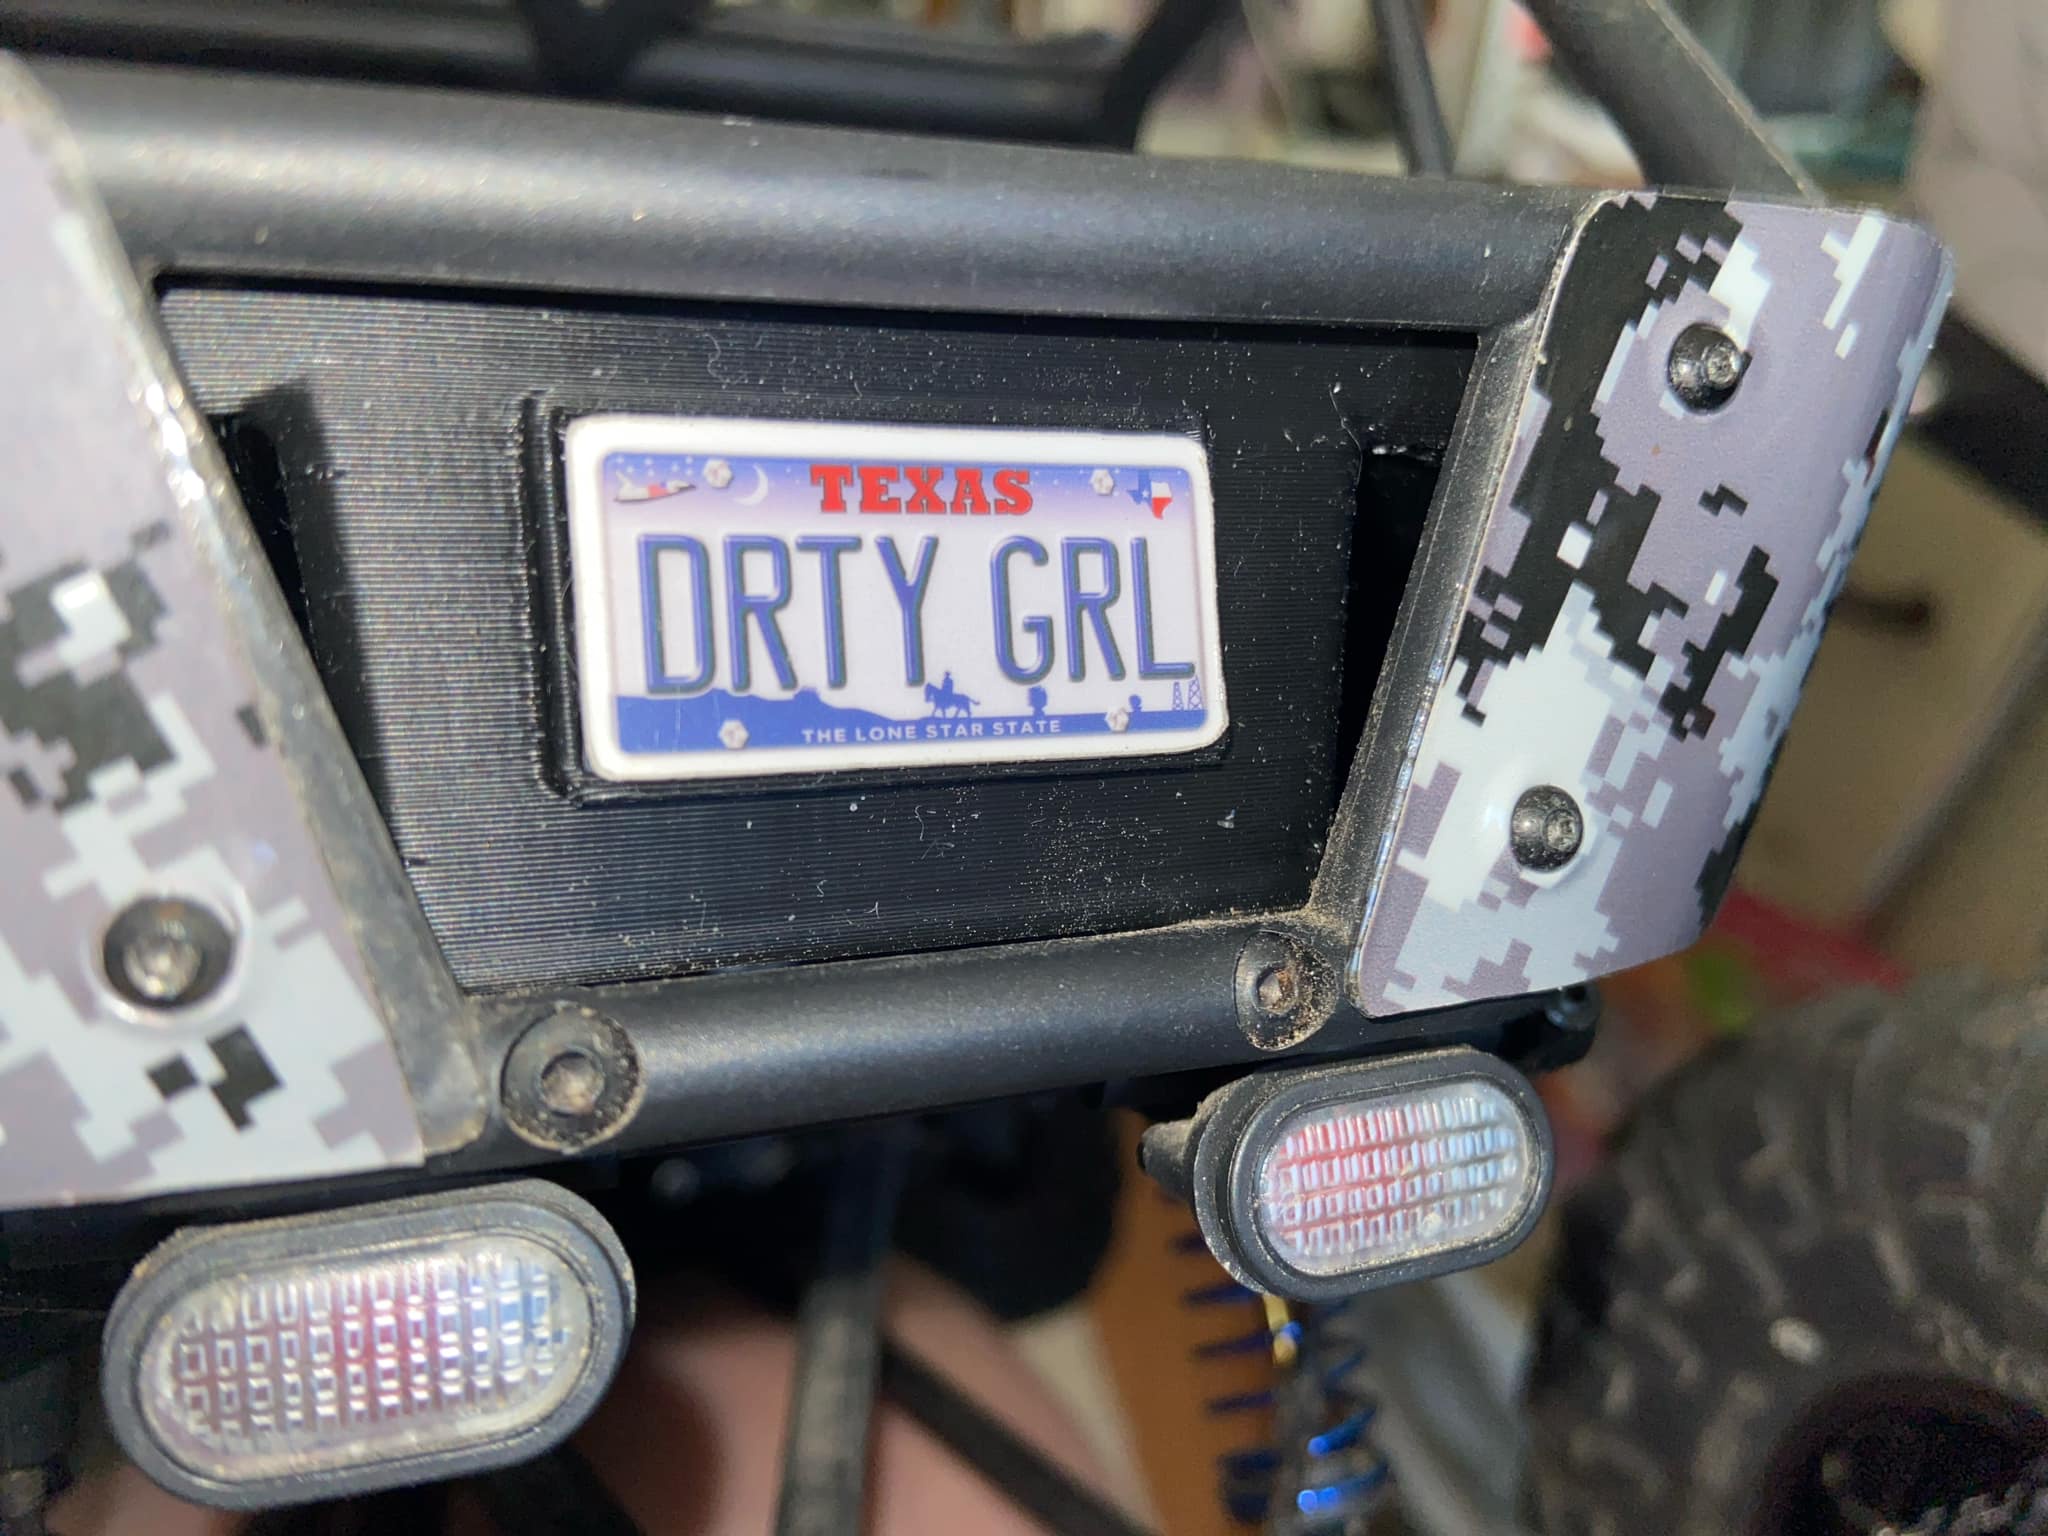 TEXAS
DRTY GRL
THE LONE STAR STATE